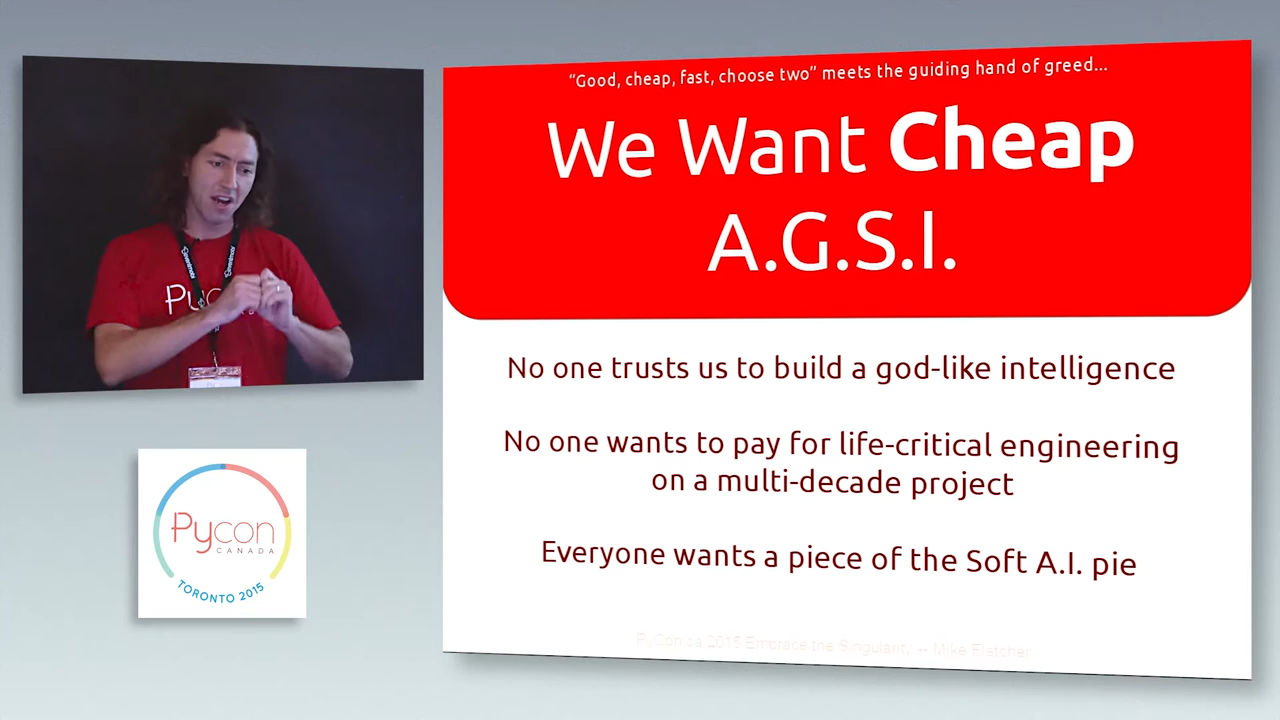 “Good, cheap, fast, choose two” meets the guiding hand of greed...
We Want Cheap
A.G.S.I.
No one trusts us to build a god-like intelligence
No one wants to pay for life-critical engineering
on a multi-decade project
Everyone wants a piece of the Soft A.I. pie
PyCon.ca 2015 Embrace the Singularity -- Mike Fletcher
Pycon
CANADA
TORONTO 2015